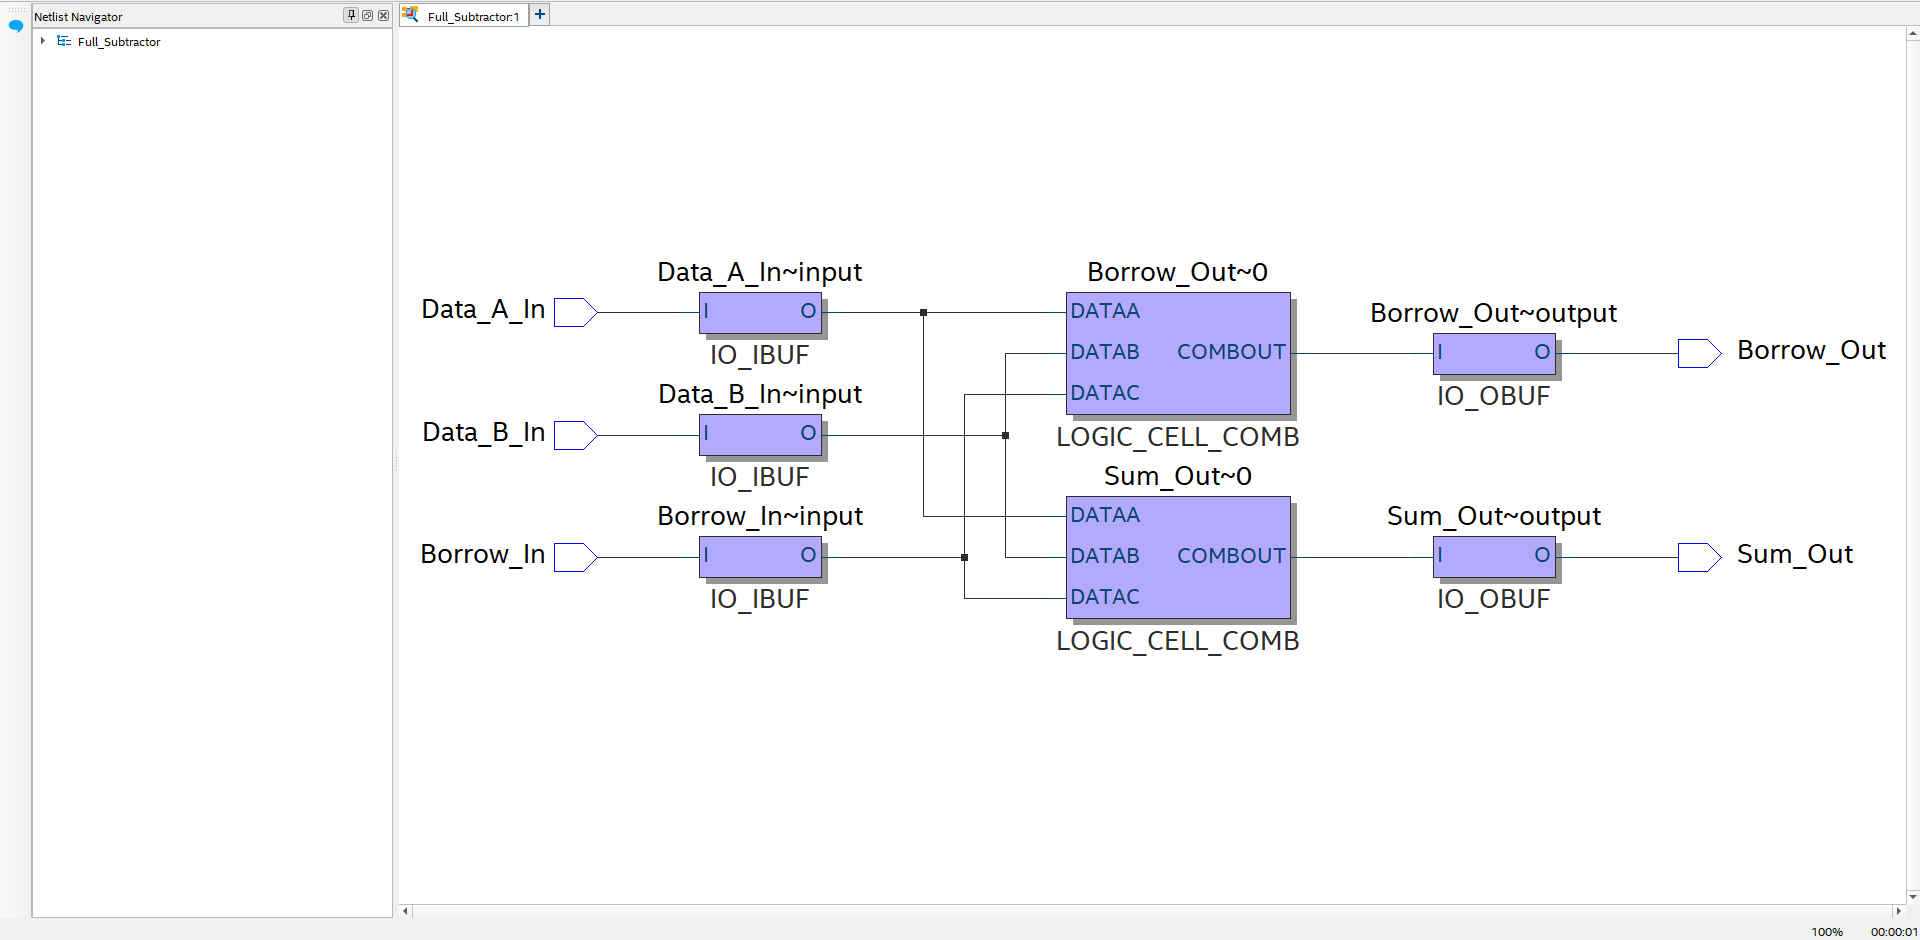 Netlist Navigator
Full_Subtractor:1
Full_Subtractor
Data_A_In
Data_A_In~input
I
O
IO_IBUF
Data_B_In
Data_B_In~input
I
O
IO_IBUF
Borrow_In
Borrow_In~input
I
O
IO_IBUF
Borrow_Out~0
DATAA
DATAB
COMBOUT
DATAC
LOGIC_CELL_COMB
Sum_Out~0
DATAA
DATAB
COMBOUT
DATAC
LOGIC_CELL_COMB
Borrow_Out~output
I
O
IO_OBUF
Borrow_Out
Sum_Out~output
I
O
IO_OBUF
Sum_Out
100%
00:00:01